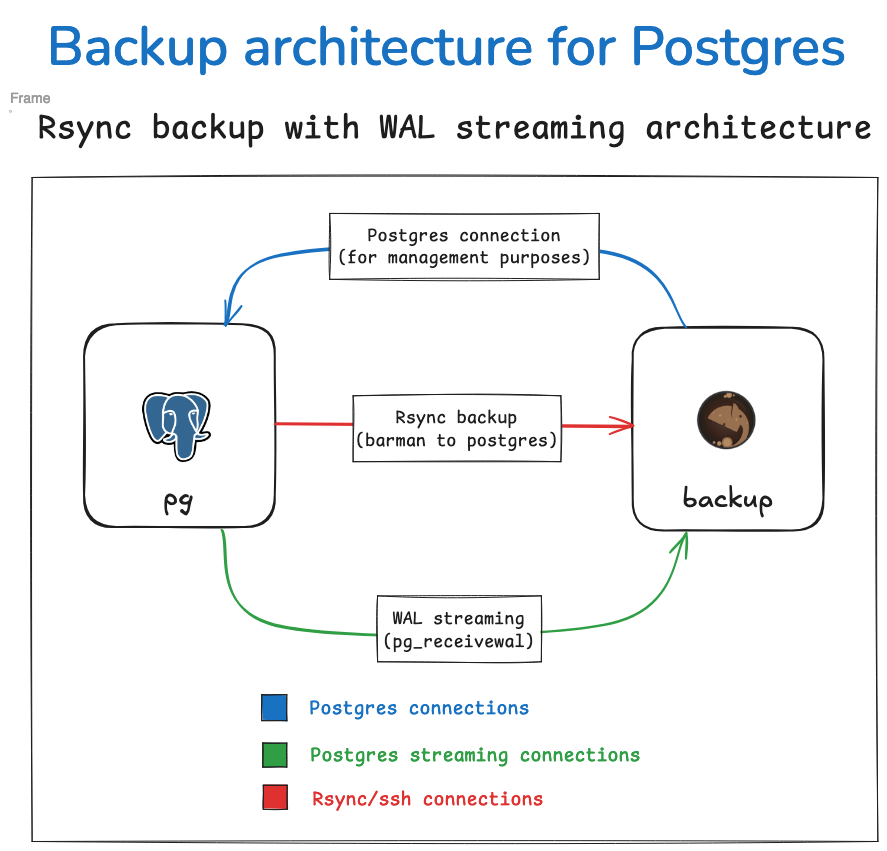 Backup architecture for Postgres
Frame
Rsync backup with WAL streaming architecture
Postgres connection
(for management purposes)
Rsync backup
(barman to postgres)
pg
backup
WAL streaming
(pg_receivewal)
Postgres connections
Postgres streaming connections
Rsync/ssh connections